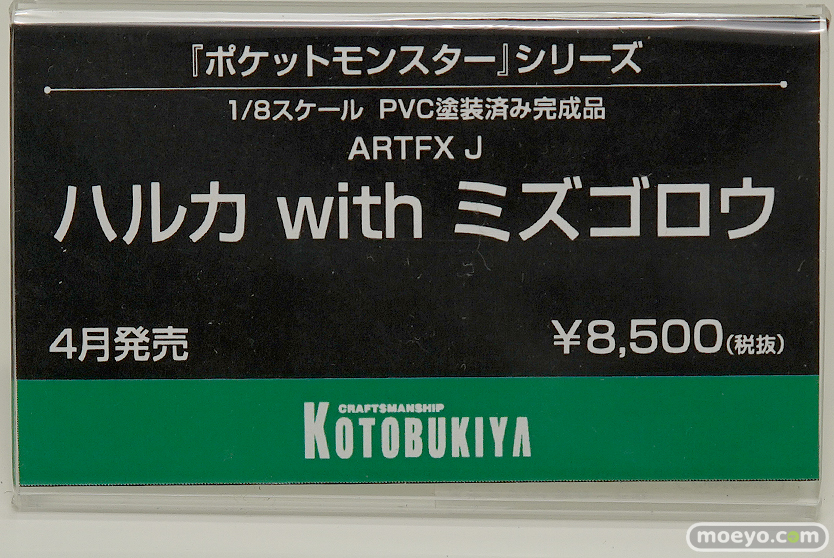 『ポケットモンスター』シリーズ
1/8スケール PVC塗装済み完成品
ARTFX J
ハルカ with ミズゴロウ
4月発売
¥8,500(税抜)
CRAFTSMANSHIP
KOTOBUKIYA
moeyo.com